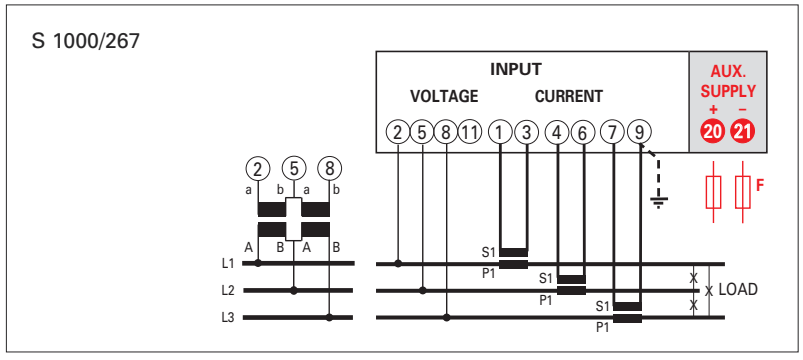 S 1000/267
INPUT
AUX.
SUPPLY
VOLTAGE CURRENT
+ –
2 5 8 11 1 3 4 6 7 9 20 21
2 5 8
a b a b
F
A B A B
S1
L1
P1
S1 X
L2 X LOAD
P1
S1 X
L3
P1